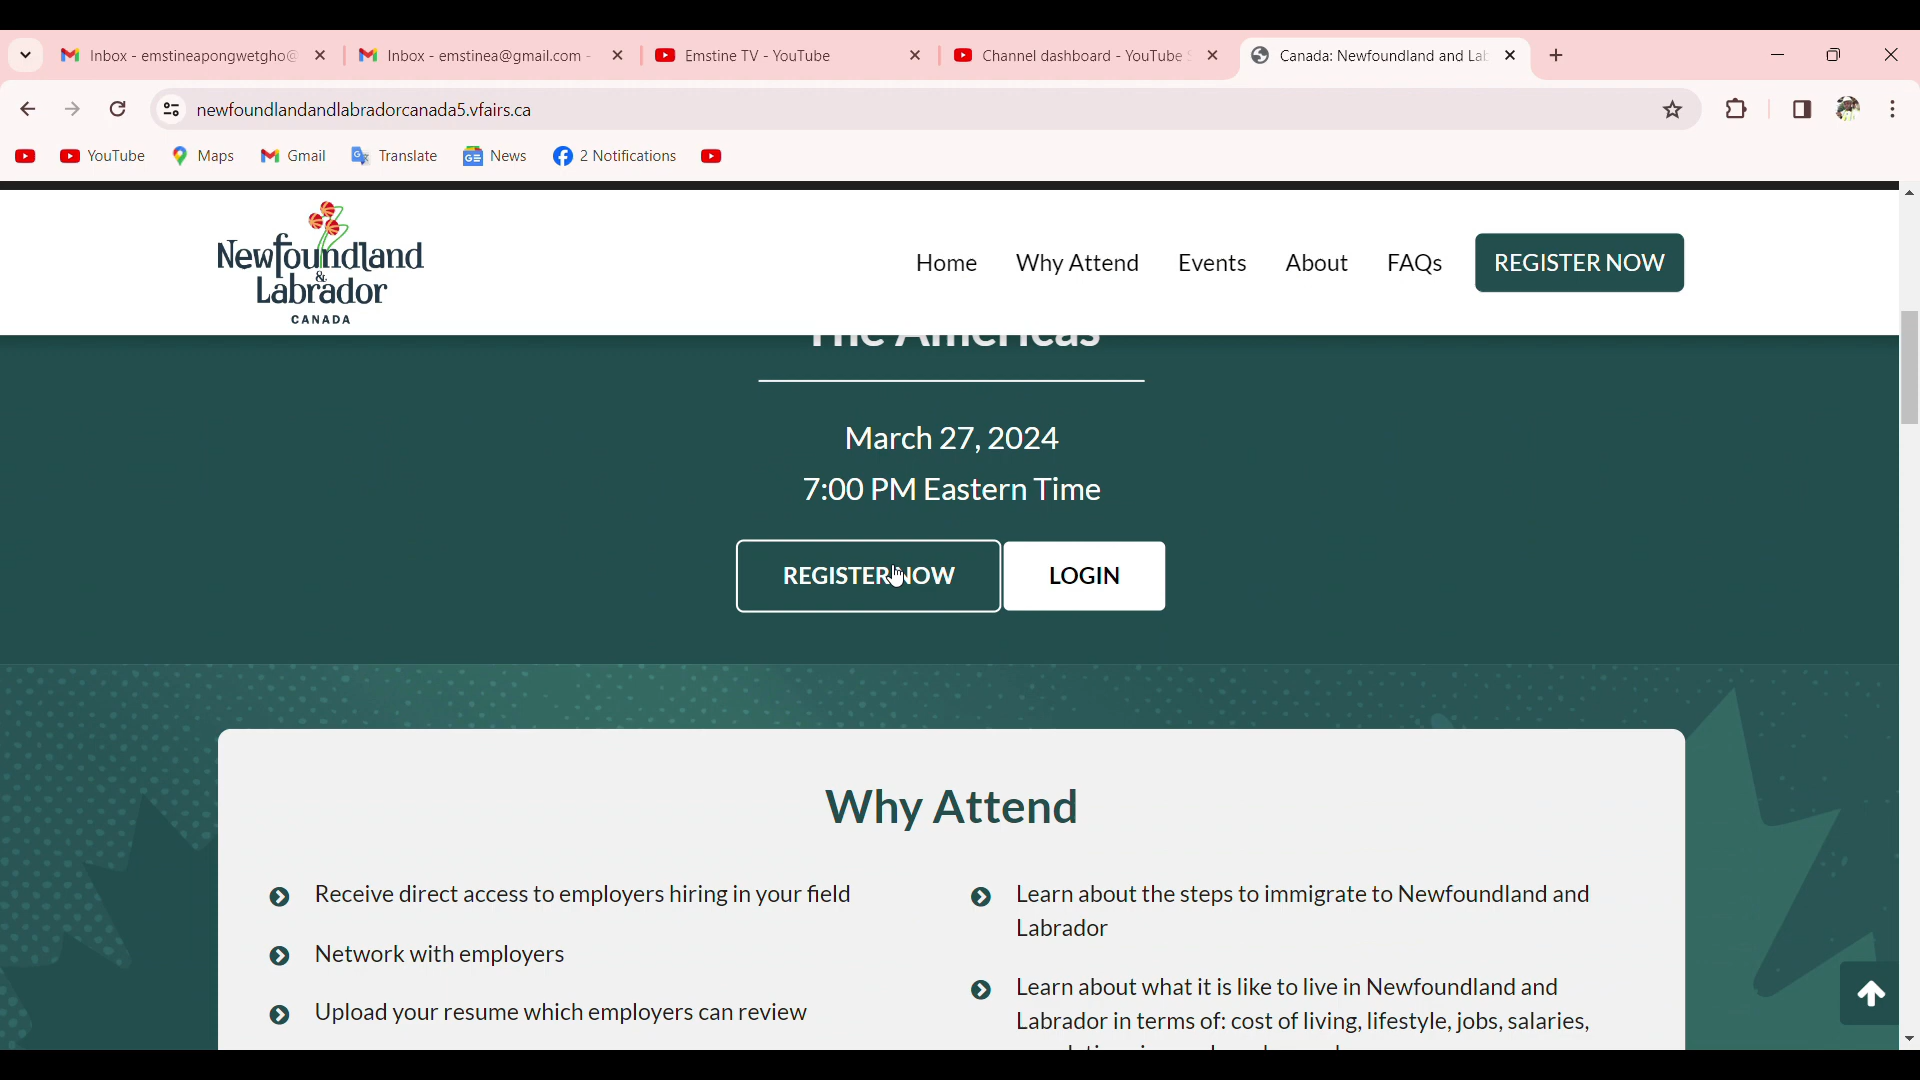 Inbox - emstineapongwetgho@
Inbox - emstinea@gmail.com -
Emstine TV - YouTube
Channel dashboard - YouTube S
Canada: Newfoundland and Lab
newfoundlandandlabradorcanada5.vfairs.ca
YouTube
Maps
Gmail
Translate
News
2 Notifications
Newfoundland
&
Labrador
CANADA
Home
Why Attend
Events
About
FAQs
REGISTER NOW
The Americas
March 27, 2024
7:00 PM Eastern Time
REGISTER NOW
LOGIN
Why Attend
Receive direct access to employers hiring in your field
Network with employers
Upload your resume which employers can review
Learn about the steps to immigrate to Newfoundland and
Labrador
Learn about what it is like to live in Newfoundland and
Labrador in terms of: cost of living, lifestyle, jobs, salaries,